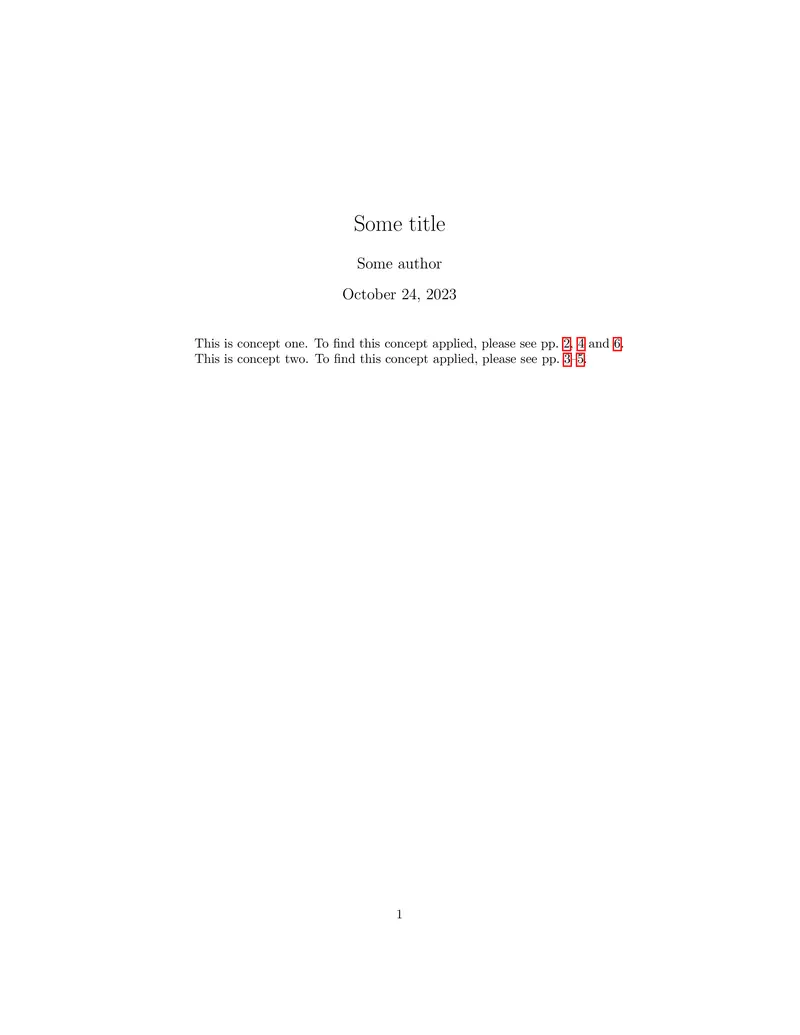 Some title
Some author
October 24, 2023
This is concept one. To find this concept applied, please see pp. 2, 4 and 6.
This is concept two. To find this concept applied, please see pp. 3–5.
1